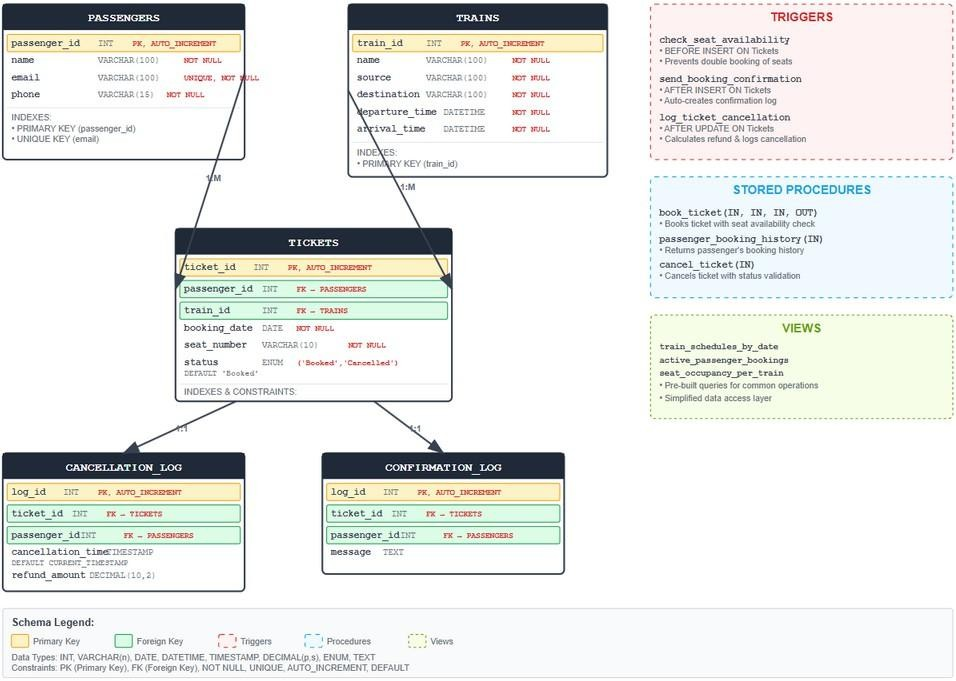 PASSENGERS
passenger_id INT PK, AUTO_INCREMENT
name VARCHAR(100) NOT NULL
email VARCHAR(100) UNIQUE, NOT NULL
phone VARCHAR(15) NOT NULL
INDEXES:
• PRIMARY KEY (passenger_id)
• UNIQUE KEY (email)
TRAINS
train_id INT PK, AUTO_INCREMENT
name VARCHAR(100) NOT NULL
source VARCHAR(100) NOT NULL
destination VARCHAR(100) NOT NULL
departure_time DATETIME NOT NULL
arrival_time DATETIME NOT NULL
INDEXES:
• PRIMARY KEY (train_id)
1:M
1:M
TICKETS
ticket_id INT PK, AUTO_INCREMENT
passenger_id INT FK → PASSENGERS
train_id INT FK → TRAINS
booking_date DATE NOT NULL
seat_number VARCHAR(10) NOT NULL
status ENUM ('Booked','Cancelled')
DEFAULT 'Booked'
INDEXES & CONSTRAINTS:
1:1
1:1
CANCELLATION_LOG
log_id INT PK, AUTO_INCREMENT
ticket_id INT FK → TICKETS
passenger_id INT FK → PASSENGERS
cancellation_time TIMESTAMP
DEFAULT CURRENT_TIMESTAMP
refund_amount DECIMAL(10,2)
CONFIRMATION_LOG
log_id INT PK, AUTO_INCREMENT
ticket_id INT FK → TICKETS
passenger_id INT FK → PASSENGERS
message TEXT
TRIGGERS
check_seat_availability
• BEFORE INSERT ON Tickets
• Prevents double booking of seats
send_booking_confirmation
• AFTER INSERT ON Tickets
• Auto-creates confirmation log
log_ticket_cancellation
• AFTER UPDATE ON Tickets
• Calculates refund & logs cancellation
STORED PROCEDURES
book_ticket(IN, IN, IN, OUT)
• Books ticket with seat availability check
passenger_booking_history(IN)
• Returns passenger's booking history
cancel_ticket(IN)
• Cancels ticket with status validation
VIEWS
train_schedules_by_date
active_passenger_bookings
seat_occupancy_per_train
• Pre-built queries for common operations
• Simplified data access layer
Schema Legend:
Primary Key Foreign Key Triggers Procedures Views
Data Types: INT, VARCHAR(n), DATE, DATETIME, TIMESTAMP, DECIMAL(p,s), ENUM, TEXT
Constraints: PK (Primary Key), FK (Foreign Key), NOT NULL, UNIQUE, AUTO_INCREMENT, DEFAULT